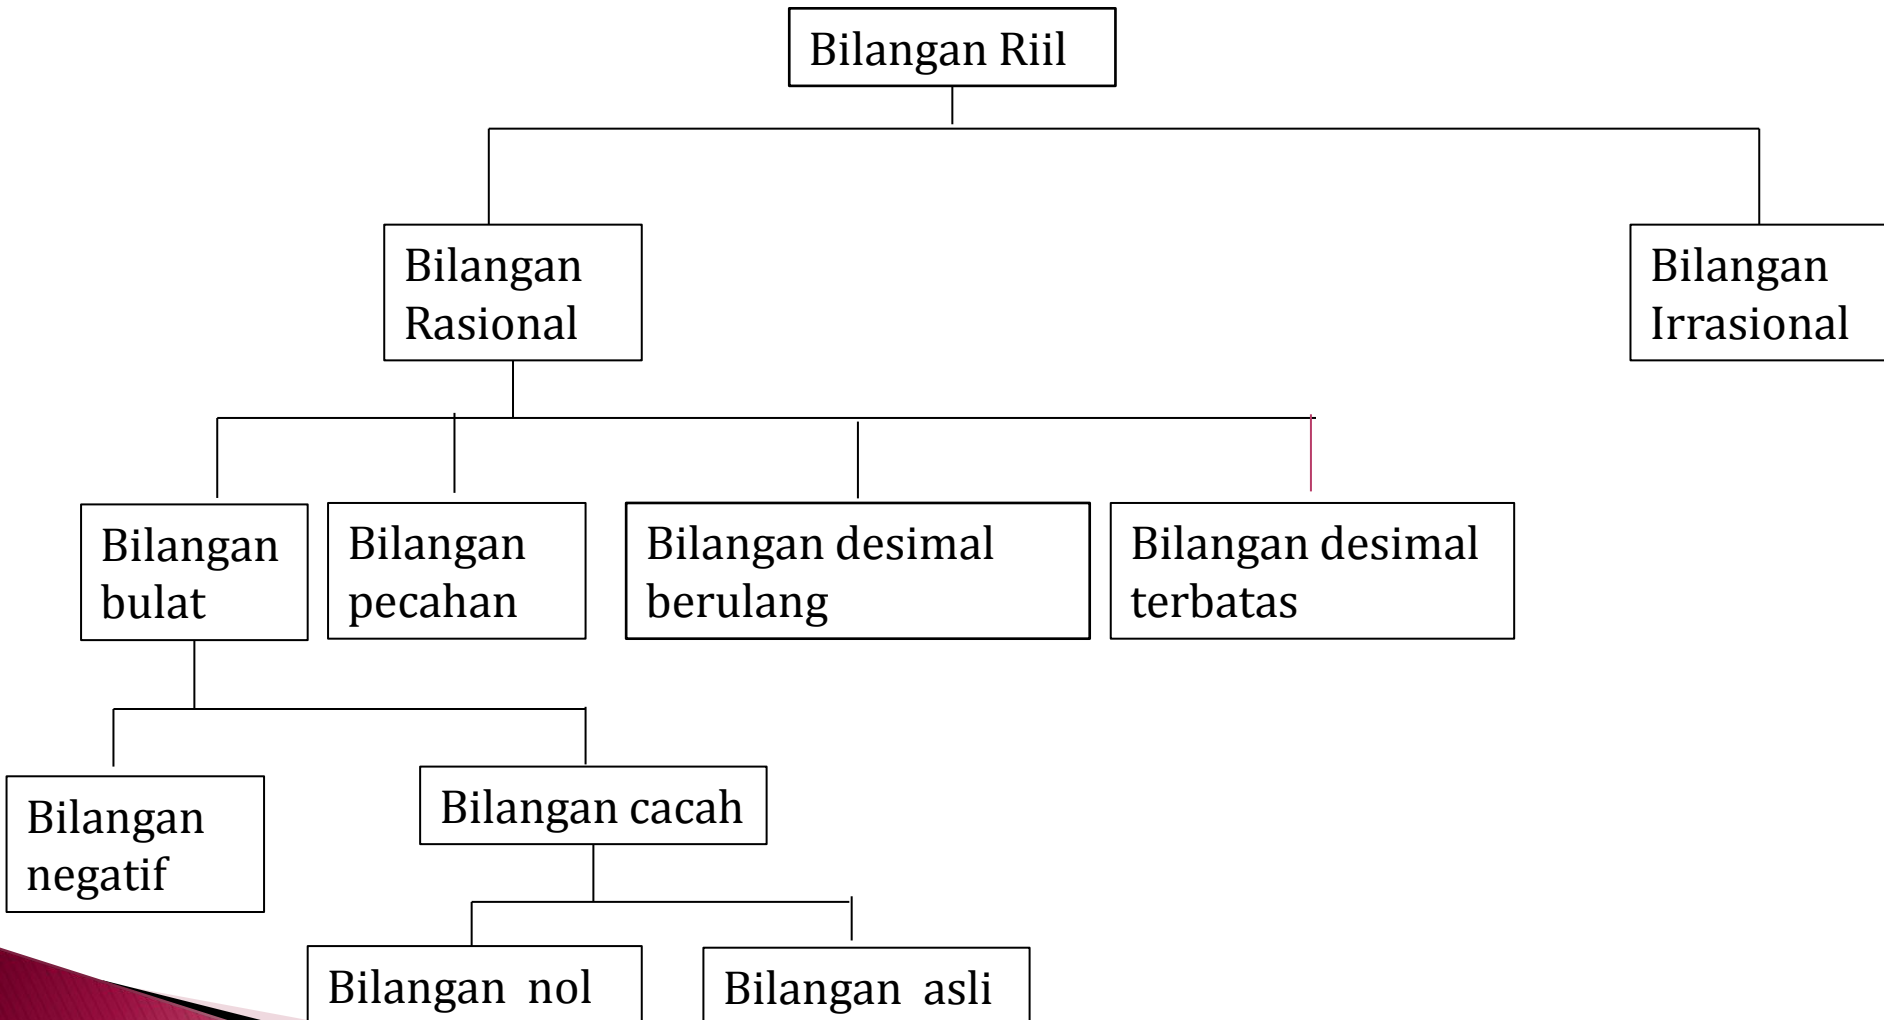 Bilangan Riil
Bilangan
Rasional
Bilangan
Irrasional
Bilangan
bulat
Bilangan
pecahan
Bilangan desimal
berulang
Bilangan desimal
terbatas
Bilangan
negatif
Bilangan cacah
Bilangan nol
Bilangan asli